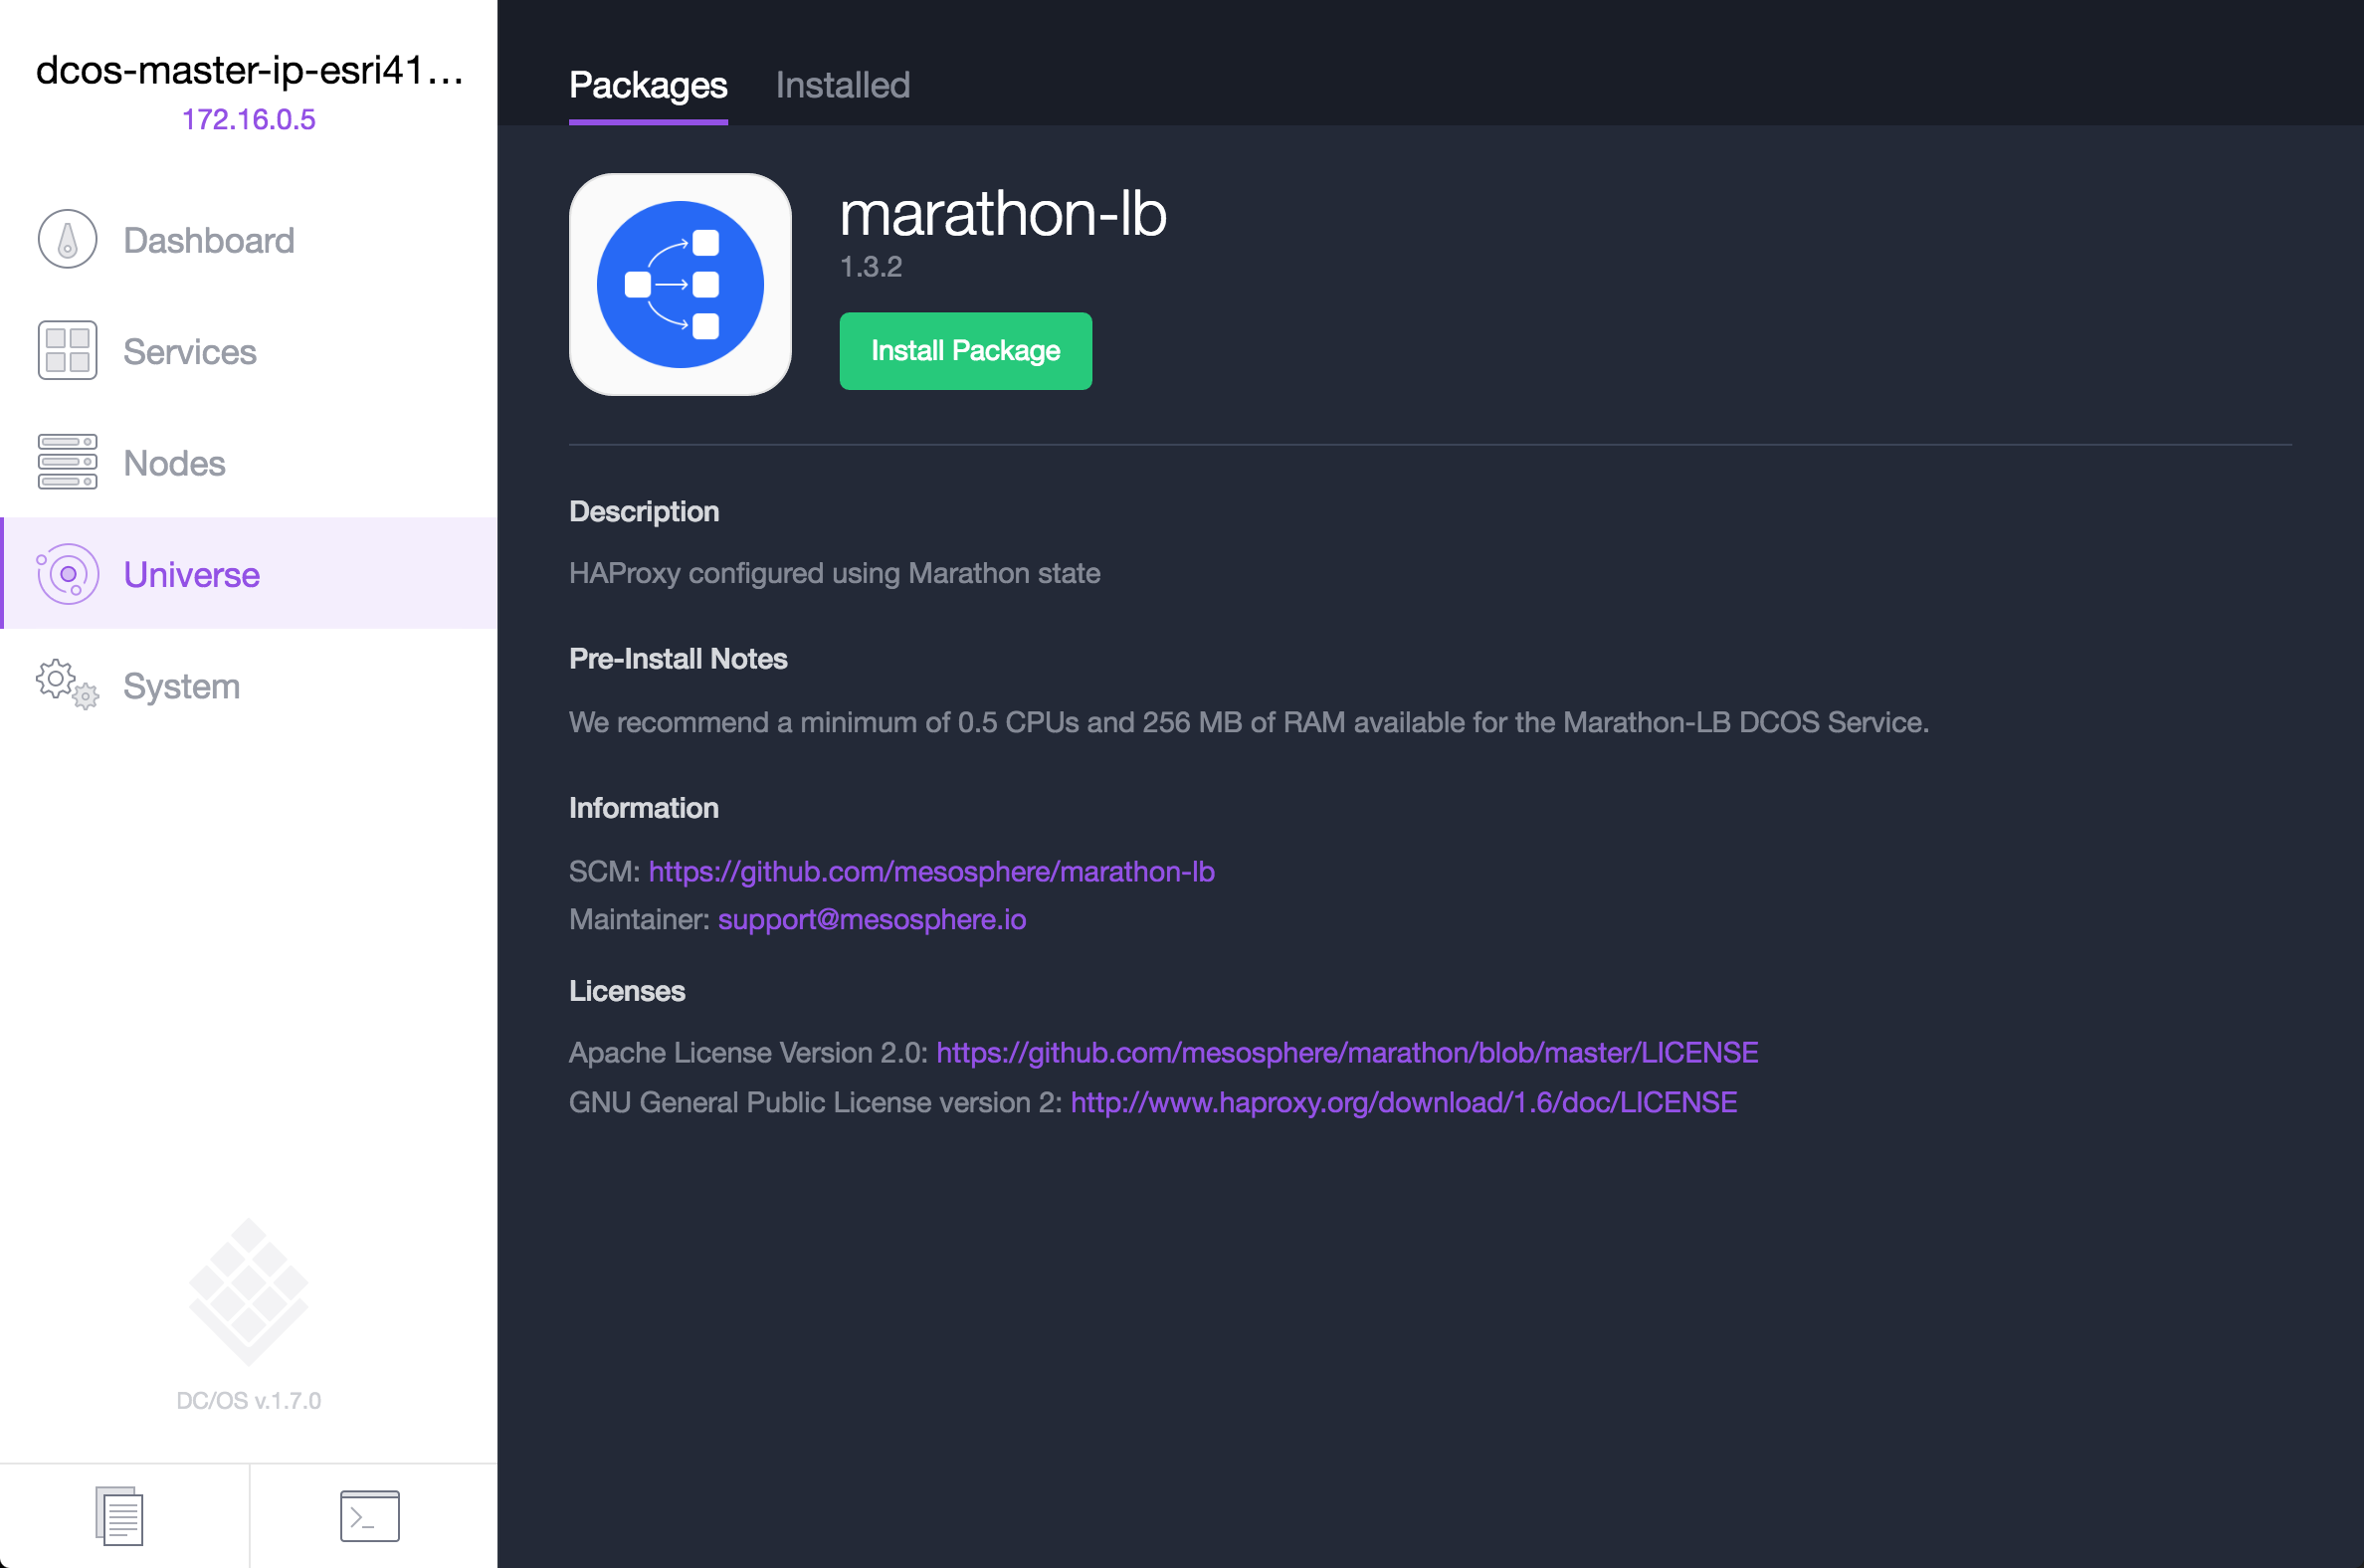 dcos-master-ip-esri41...
172.16.0.5
Dashboard
Services
Nodes
Universe
System
DC/OS v.1.7.0
Packages
Installed
marathon-lb
1.3.2
Install Package
Description
HAProxy configured using Marathon state
Pre-Install Notes
We recommend a minimum of 0.5 CPUs and 256 MB of RAM available for the Marathon-LB DCOS Service.
Information
SCM: https://github.com/mesosphere/marathon-lb
Maintainer: support@mesosphere.io
Licenses
Apache License Version 2.0: https://github.com/mesosphere/marathon/blob/master/LICENSE
GNU General Public License version 2: http://www.haproxy.org/download/1.6/doc/LICENSE